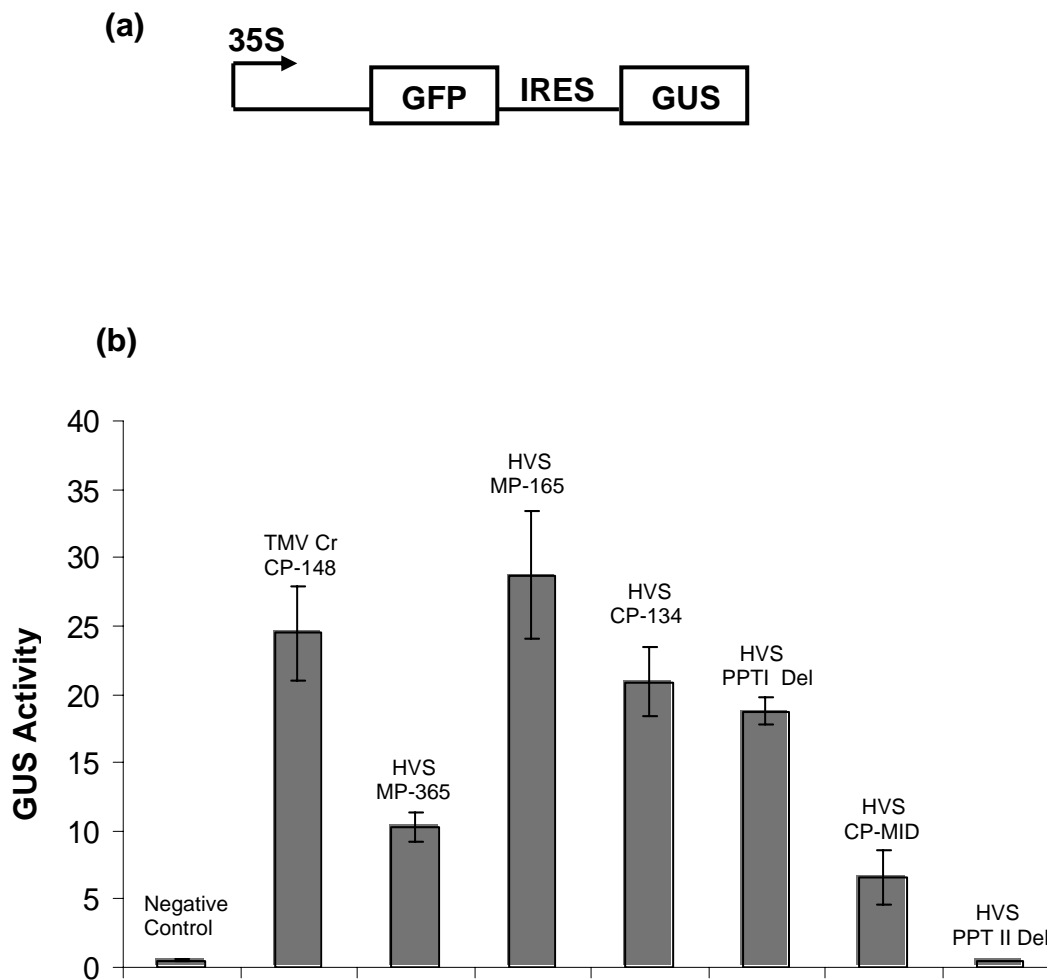 (a)
35S
GFP
IRES
GUS
(b)
GUS Activity
40
35
30
25
20
15
10
5
0
Negative
Control
TMV Cr
CP-148
HVS
MP-365
HVS
MP-165
HVS
CP-134
HVS
PPTI Del
HVS
CP-MID
HVS
PPT II Del